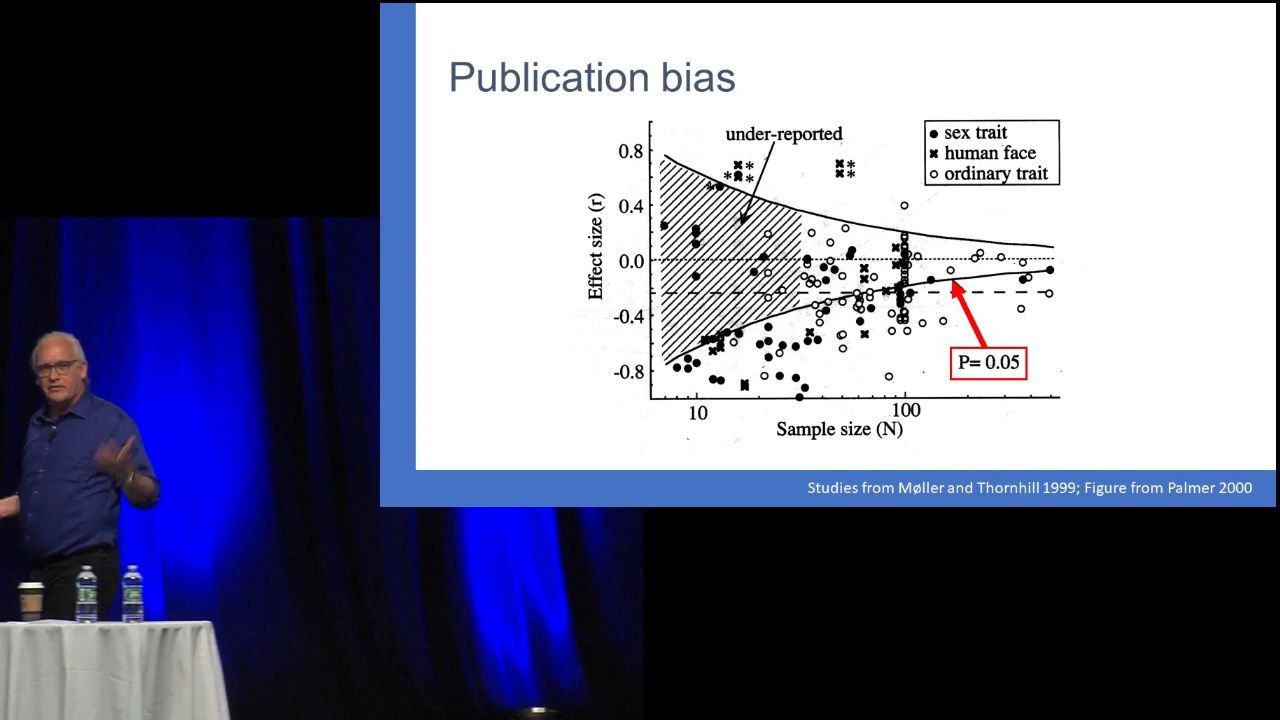 Publication bias
under-reported
sex trait
human face
ordinary trait
0.8
0.4
0.0
-0.4
-0.8
Effect size (r)
P= 0.05
10
100
Sample size (N)
Studies from Møller and Thornhill 1999; Figure from Palmer 2000